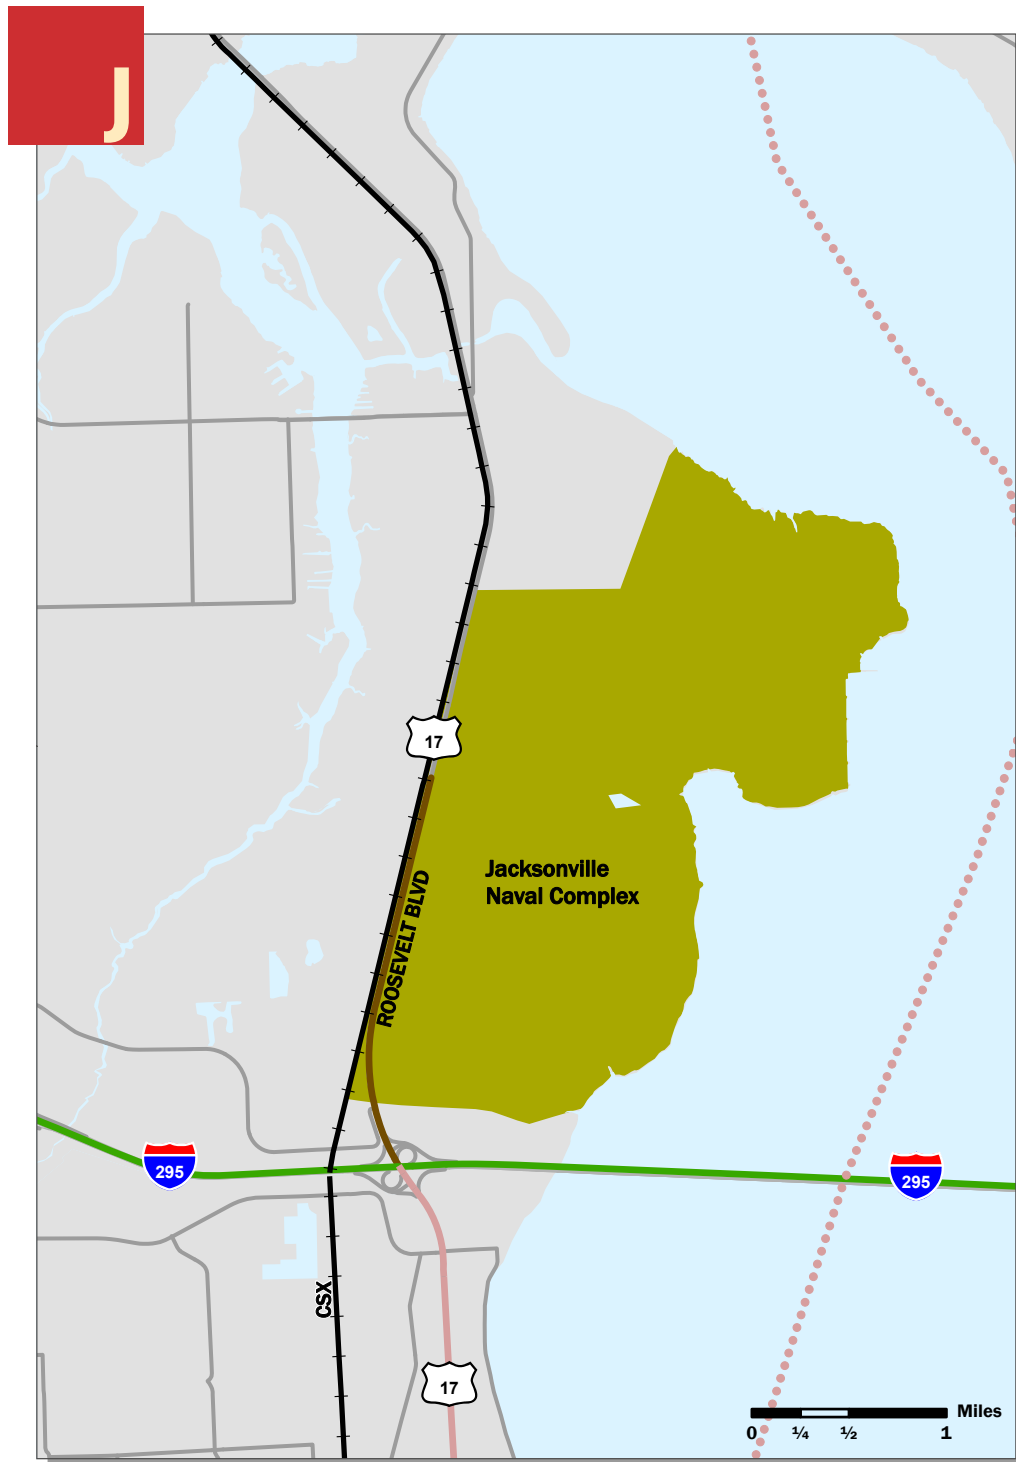 J
17
Jacksonville
Naval Complex
ROOSEVELT BLVD
295
295
CSX
17
Miles
0 ¼ ½ 1